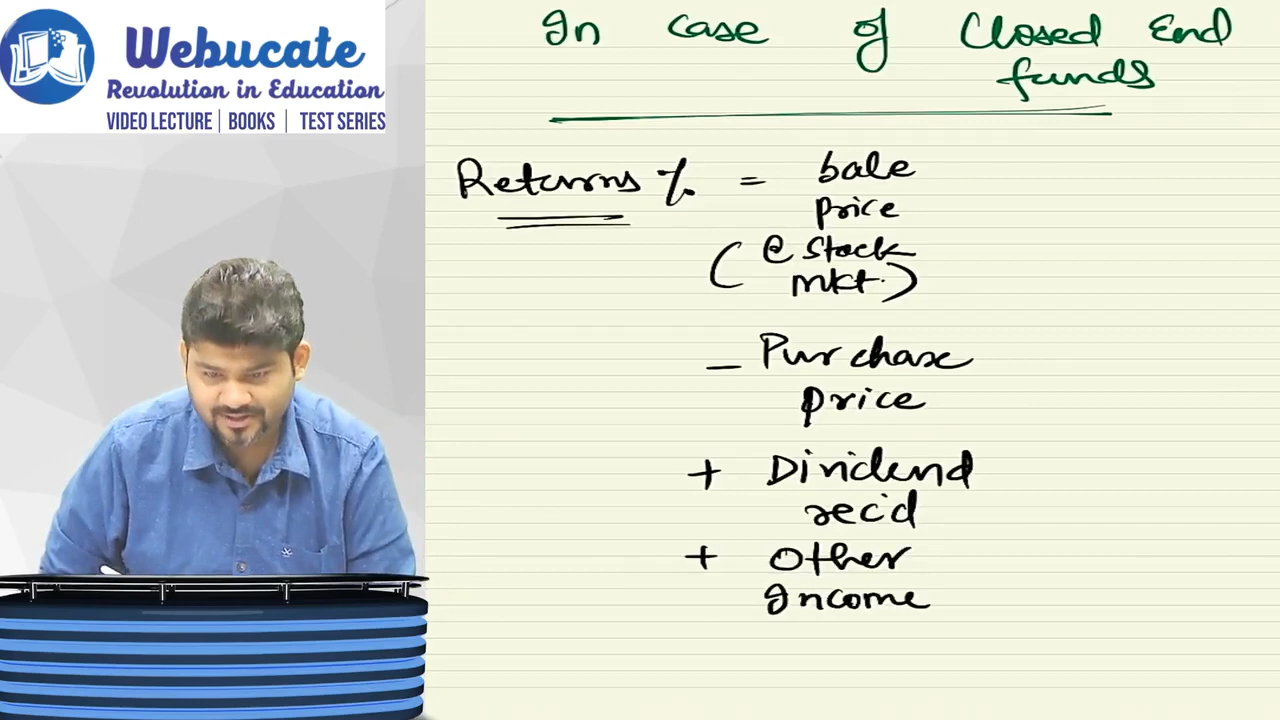 Webucate
Revolution in Education
VIDEO LECTURE | BOOKS | TEST SERIES
In case of Closed End
funds
Returns % = Sale
price
(@ Stock
mkt.)
- Purchase
price
+ Dividend
rec'd
+ Other
Income